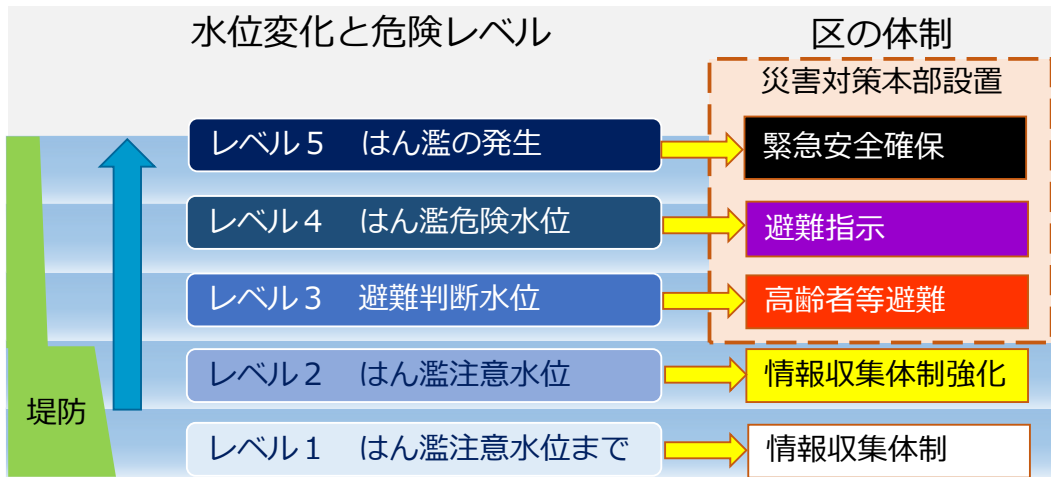 水位変化と危険レベル
区の体制
災害対策本部設置
レベル５　はん濫の発生
緊急安全確保
レベル４　はん濫危険水位
避難指示
レベル３　避難判断水位
高齢者等避難
レベル２　はん濫注意水位
情報収集体制強化
堤防
レベル１　はん濫注意水位まで
情報収集体制